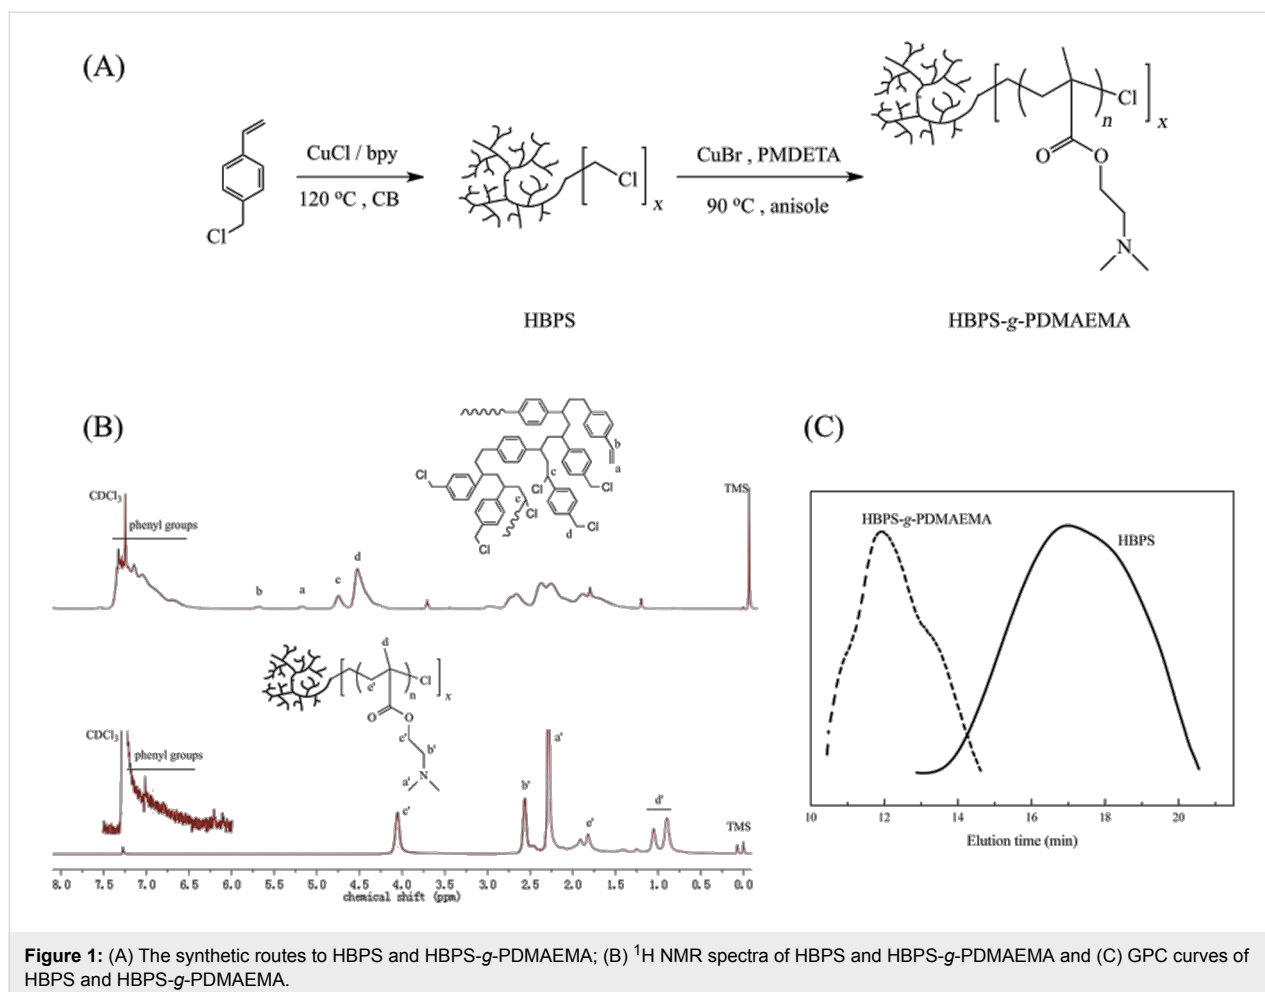 (A)
CuCl / bpy
120 °C , CB
Cl
Cl
x
HBPS
CuBr , PMDETA
90 °C , anisole
Cl
n
x
O
O
N
HBPS-g-PDMAEMA
(B)
CDCl3
phenyl groups
b
a
c
d
TMS
b
a
Cl
c
Cl
Cl
c
Cl
Cl
d
Cl
CDCl3
phenyl groups
d
e'
n
Cl
x
O
O
c'
b'
a'
N
c'
b'
a'
e'
d'
TMS
8.0 7.5 7.0 6.5 6.0 5.5 5.0 4.5 4.0 3.5 3.0 2.5 2.0 1.5 1.0 0.5 0.0
chemical shift (ppm)
(C)
HBPS-g-PDMAEMA
HBPS
10 12 14 16 18 20
Elution time (min)
Figure 1: (A) The synthetic routes to HBPS and HBPS-g-PDMAEMA; (B) 1H NMR spectra of HBPS and HBPS-g-PDMAEMA and (C) GPC curves of
HBPS and HBPS-g-PDMAEMA.